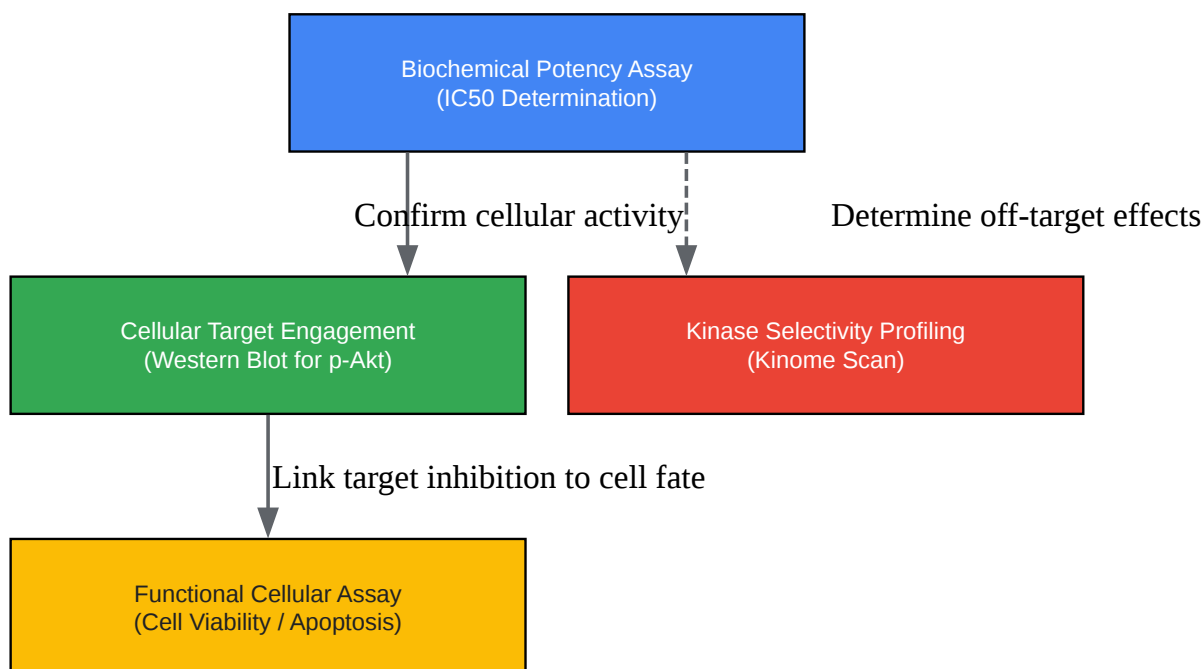 Biochemical Potency Assay
(IC50 Determination)
Confirm cellular activity
Determine off-target effects
Cellular Target Engagement
(Western Blot for p-Akt)
Kinase Selectivity Profiling
(Kinome Scan)
Link target inhibition to cell fate
Functional Cellular Assay
(Cell Viability / Apoptosis)